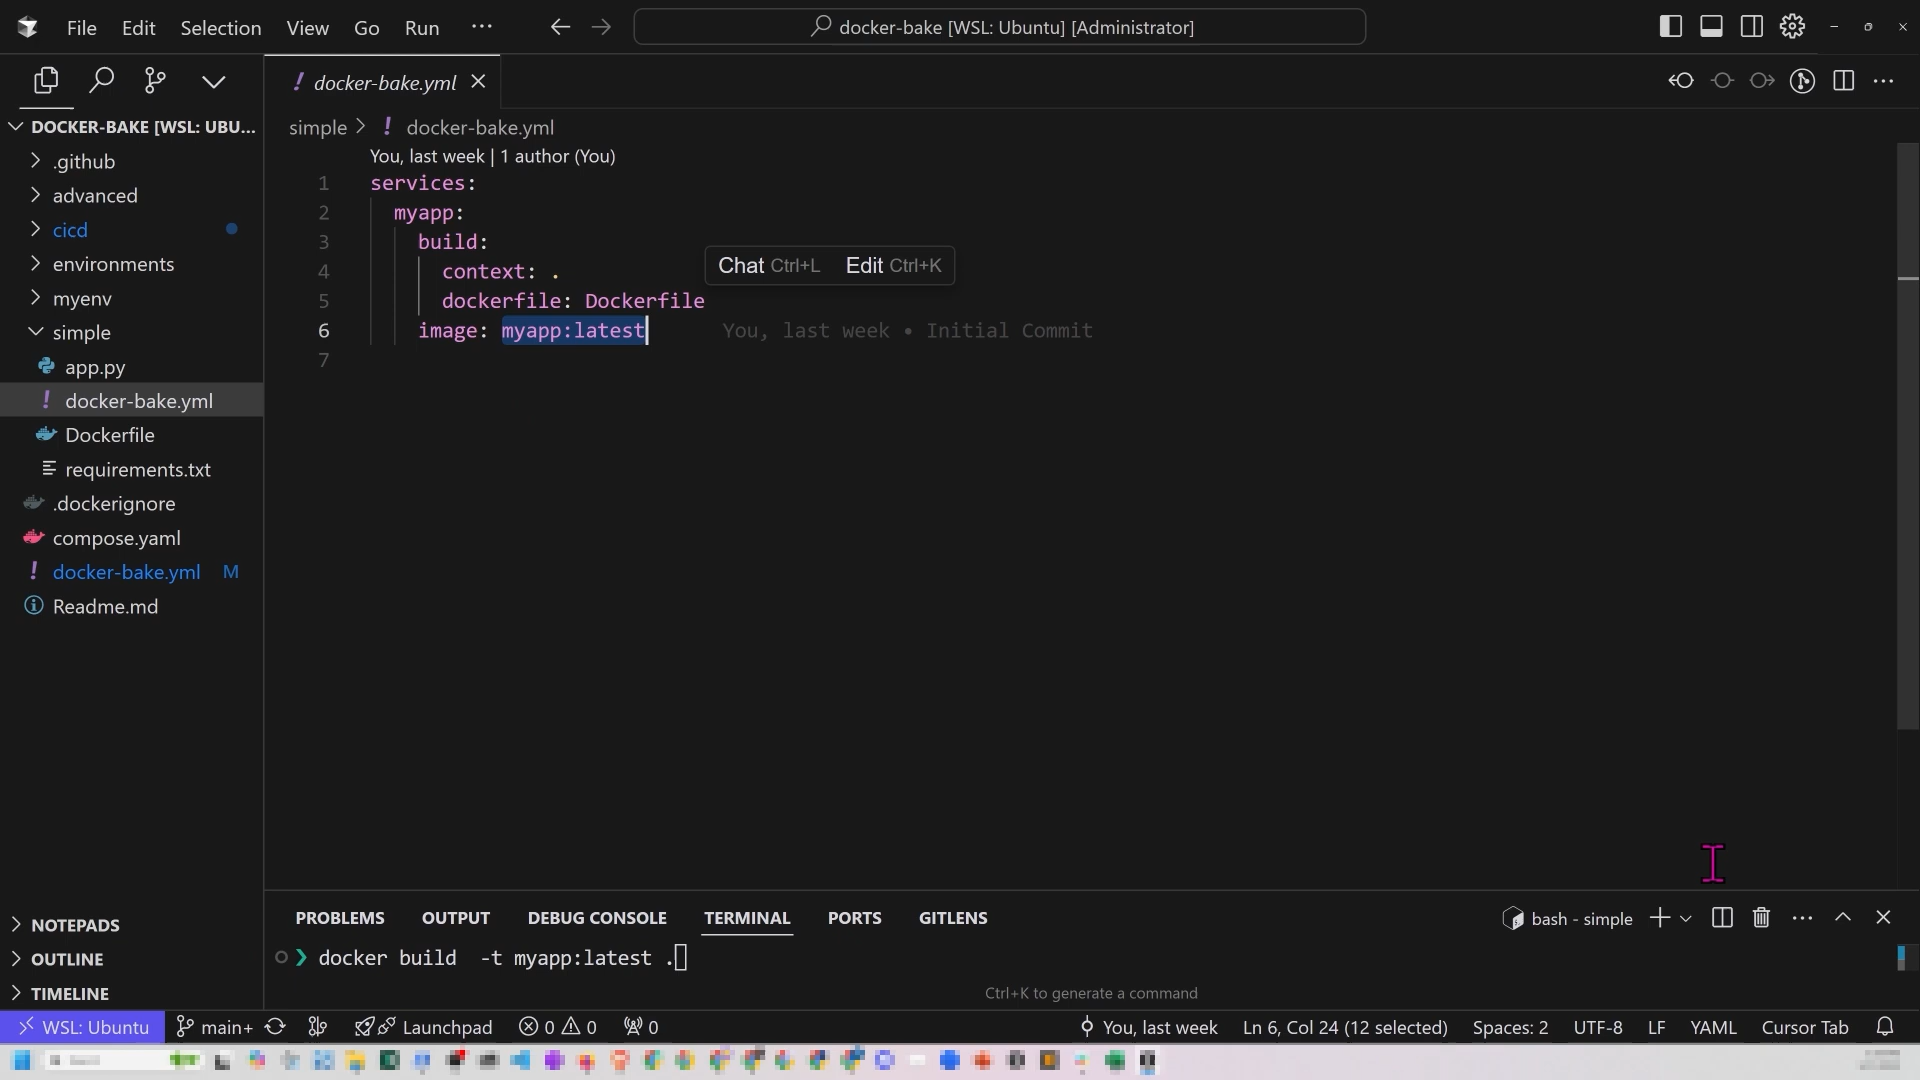 File Edit Selection View Go Run ···
docker-bake [WSL: Ubuntu] [Administrator]
DOCKER-BAKE [WSL: UBU...
.github
advanced
cicd
environments
myenv
simple
app.py
docker-bake.yml
Dockerfile
requirements.txt
.dockerignore
compose.yaml
docker-bake.yml M
Readme.md
NOTEPADS
OUTLINE
TIMELINE
! docker-bake.yml
simple > ! docker-bake.yml
You, last week | 1 author (You)
1 services:
2 myapp:
3 build:
4 context: .
5 dockerfile: Dockerfile
6 image: myapp:latest You, last week • Initial Commit
7
Chat Ctrl+L Edit Ctrl+K
PROBLEMS OUTPUT DEBUG CONSOLE TERMINAL PORTS GITLENS
bash - simple
❯ docker build -t myapp:latest .
Ctrl+K to generate a command
WSL: Ubuntu main+ Launchpad 0 0 0 You, last week Ln 6, Col 24 (12 selected) Spaces: 2 UTF-8 LF YAML Cursor Tab